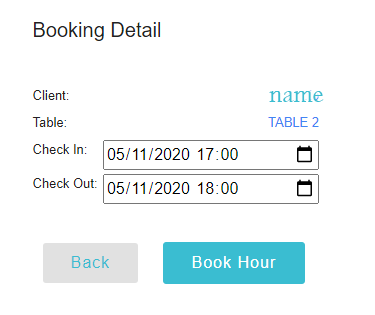 Booking Detail
Client: name
Table: TABLE 2
Check In: 05/11/2020 17:00
Check Out: 05/11/2020 18:00
Back Book Hour